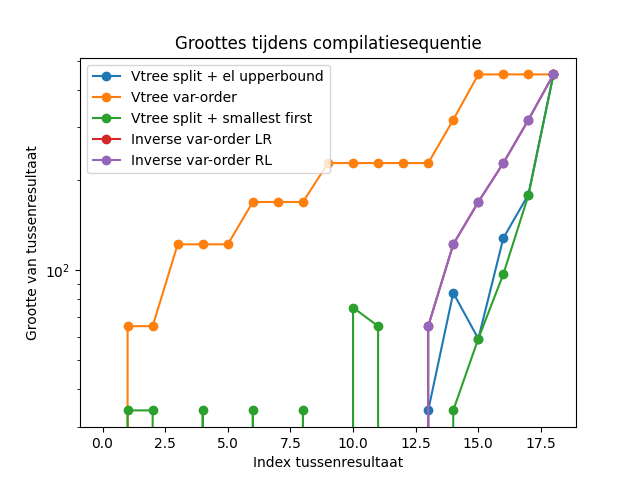 Groottes tijdens compilatiesequentie
Vtree split + el upperbound
Vtree var-order
Vtree split + smallest first
Inverse var-order LR
Inverse var-order RL
Grootte van tussenresultaat
10²
0.0 2.5 5.0 7.5 10.0 12.5 15.0 17.5
Index tussenresultaat